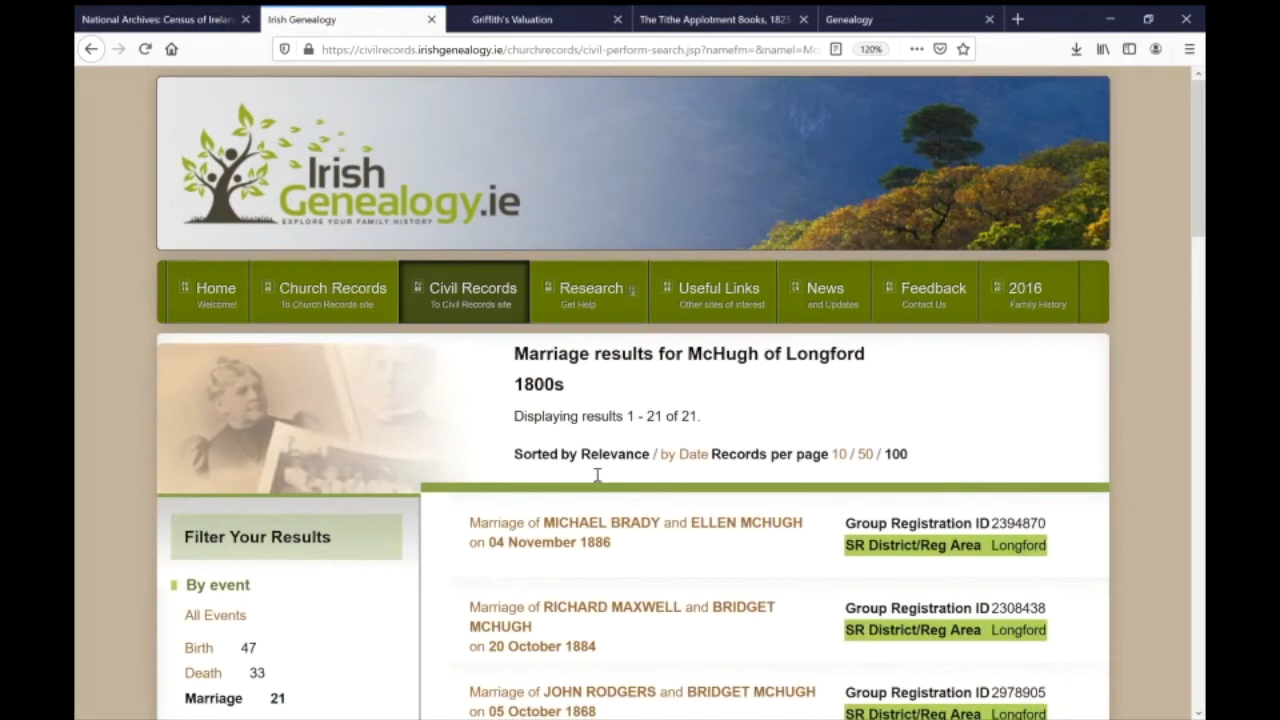 National Archives: Census of Irelan
Irish Genealogy
Griffith's Valuation
The Tithe Applotment Books, 1823
Genealogy
https://civilrecords.irishgenealogy.ie/churchrecords/civil-perform-search.jsp?namefm=&namel=Mc
120%
Irish
Genealogy.ie
EXPLORE YOUR FAMILY HISTORY
Home
Welcome!
Church Records
To Church Records site
Civil Records
To Civil Records site
Research
Get Help
Useful Links
Other sites of interest
News
and Updates
Feedback
Contact Us
2016
Family History
Marriage results for McHugh of Longford
1800s
Displaying results 1 - 21 of 21.
Sorted by Relevance / by Date Records per page 10 / 50 / 100
Filter Your Results
By event
All Events
Birth 47
Death 33
Marriage 21
Marriage of MICHAEL BRADY and ELLEN MCHUGH
on 04 November 1886
Group Registration ID 2394870
SR District/Reg Area Longford
Marriage of RICHARD MAXWELL and BRIDGET
MCHUGH
on 20 October 1884
Group Registration ID 2308438
SR District/Reg Area Longford
Marriage of JOHN RODGERS and BRIDGET MCHUGH
on 05 October 1868
Group Registration ID 2978905
SR District/Reg Area Longford